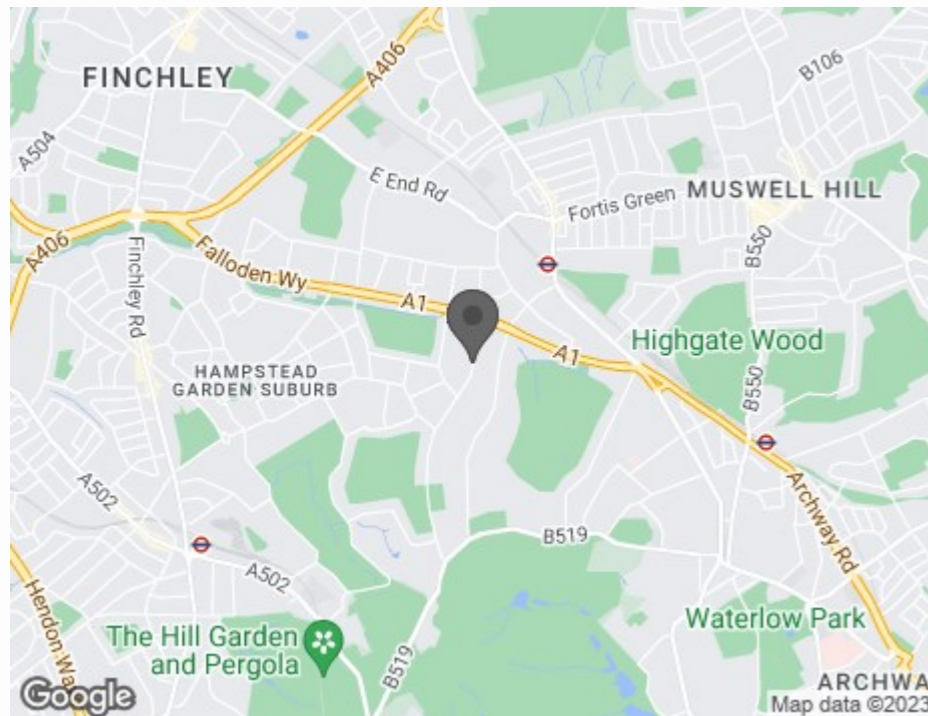 FINCHLEY
A406
B106
A504
E End Rd
Fortis Green
MUSWELL HILL
A406
Falloden Wy
B550
Finchley Rd
A1
Highgate Wood
A1
HAMPSTEAD
GARDEN SUBURB
B550
A502
Archway Rd
B519
A502
Hendon Wa
Waterlow Park
The Hill Garden
and Pergola
B519
ARCHWA
Google
Map data ©2023